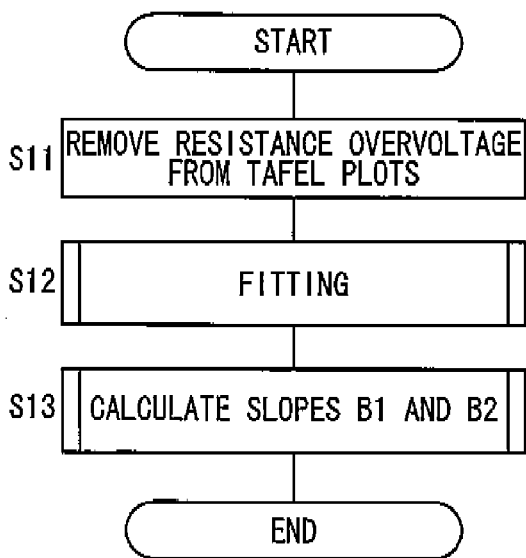 START
S11
REMOVE RESISTANCE OVERVOLTAGE
FROM TAFEL PLOTS
S12
FITTING
S13
CALCULATE SLOPES B1 AND B2
END